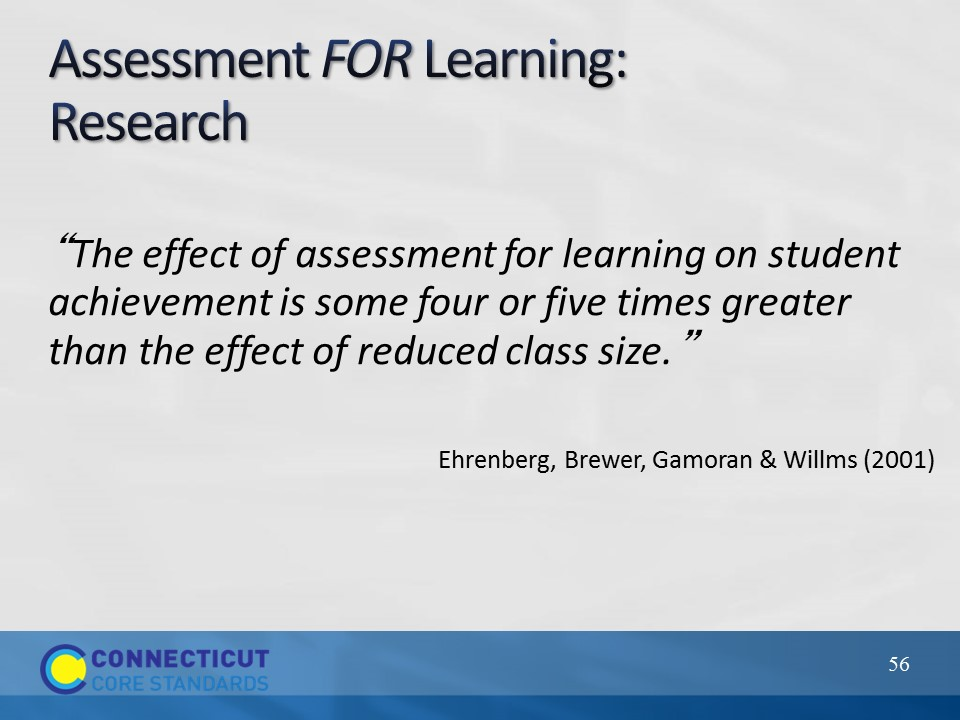 Assessment FOR Learning:
Research
“The effect of assessment for learning on student
achievement is some four or five times greater
than the effect of reduced class size.”
Ehrenberg, Brewer, Gamoran & Willms (2001)
CONNECTICUT
CORE STANDARDS
56